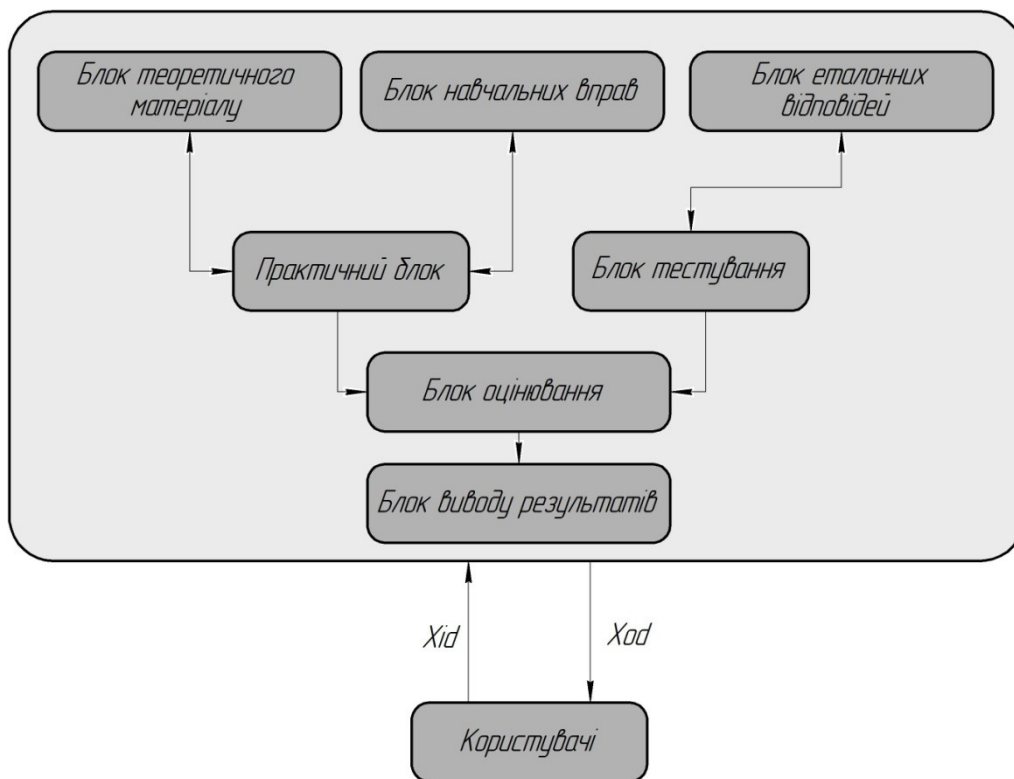 Блок теоретичного
матеріалу
Блок навчальних вправ
Блок еталонних
відповідей
Практичний блок
Блок тестування
Блок оцінювання
Блок виводу результатів
Xid
Xod
Користувачі